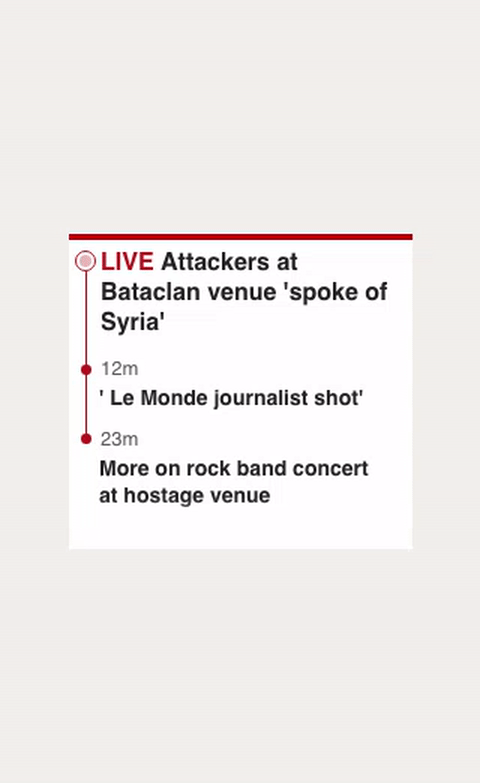 LIVE Attackers at
Bataclan venue 'spoke of
Syria'
12m
' Le Monde journalist shot'
23m
More on rock band concert
at hostage venue